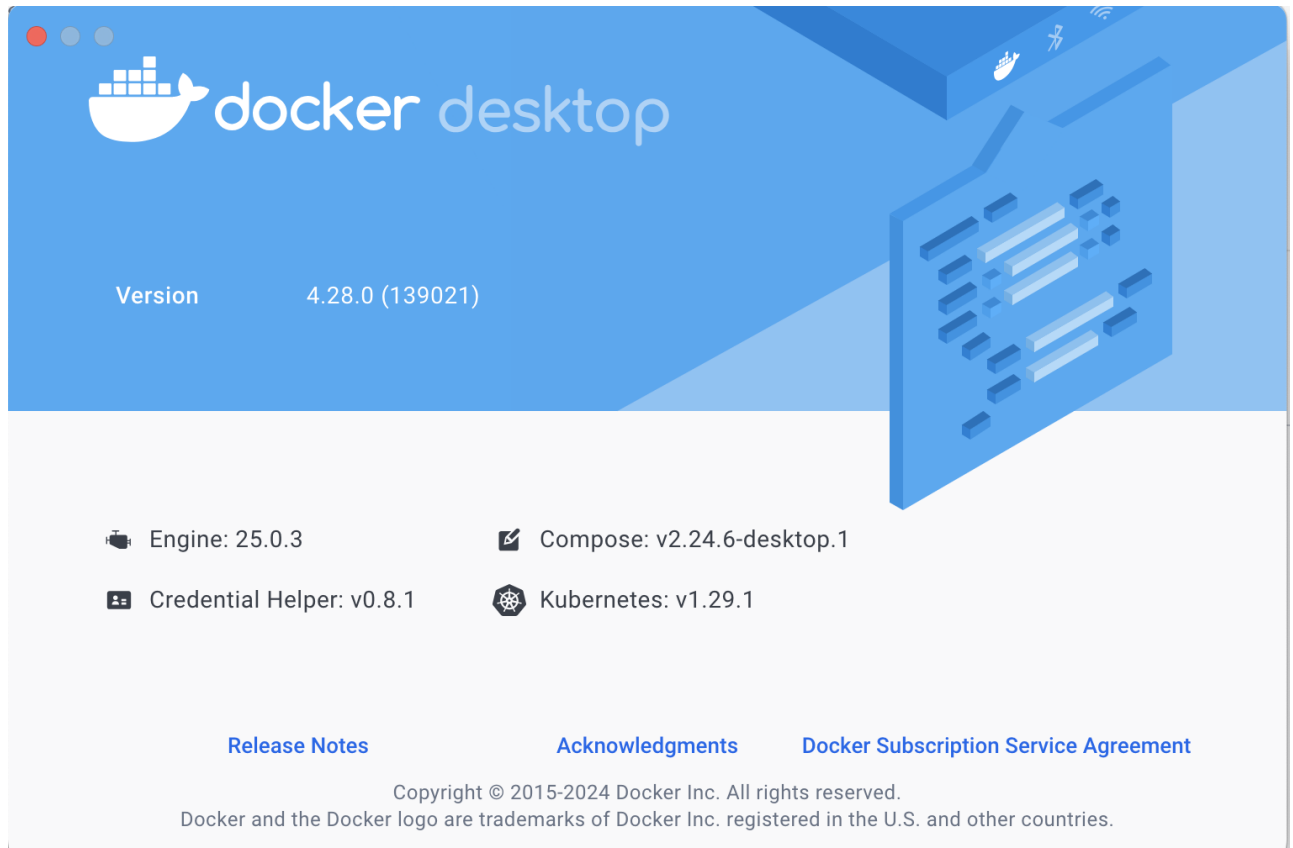 docker desktop
Version 4.28.0 (139021)
Engine: 25.0.3 Compose: v2.24.6-desktop.1
Credential Helper: v0.8.1 Kubernetes: v1.29.1
Release Notes Acknowledgments Docker Subscription Service Agreement
Copyright © 2015-2024 Docker Inc. All rights reserved.
Docker and the Docker logo are trademarks of Docker Inc. registered in the U.S. and other countries.